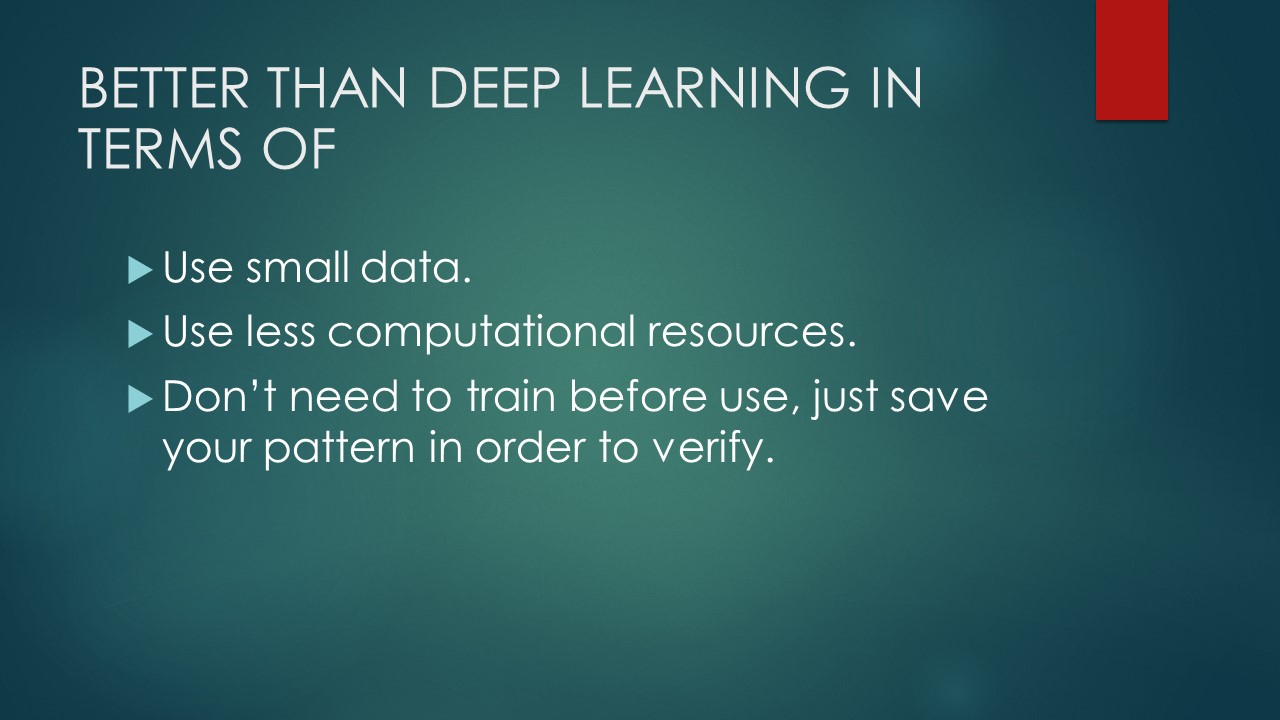 BETTER THAN DEEP LEARNING IN
TERMS OF
Use small data.
Use less computational resources.
Don’t need to train before use, just save
your pattern in order to verify.